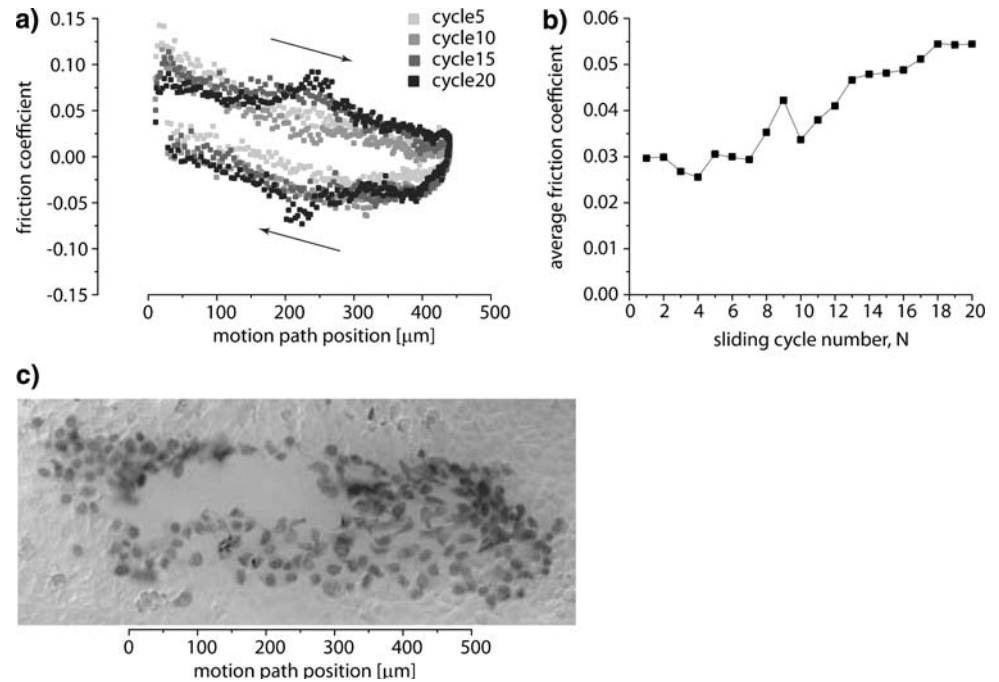 a)
0.15
0.10
0.05
0.00
-0.05
-0.10
-0.15
friction coefficient
cycle5
cycle10
cycle15
cycle20
0 100 200 300 400 500
motion path position [μm]
b)
0.06
0.05
0.04
0.03
0.02
0.01
0.00
average friction coefficient
0 2 4 6 8 10 12 14 16 18 20
sliding cycle number, N
c)
0 100 200 300 400 500
motion path position [μm]